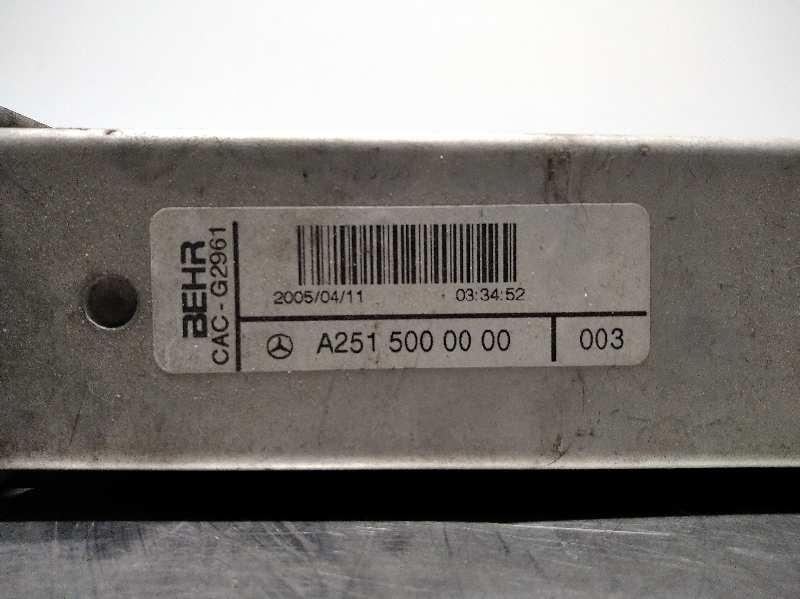 BEHR
CAC - G2961
2005/04/11 03:34:52
A251 500 00 00 003